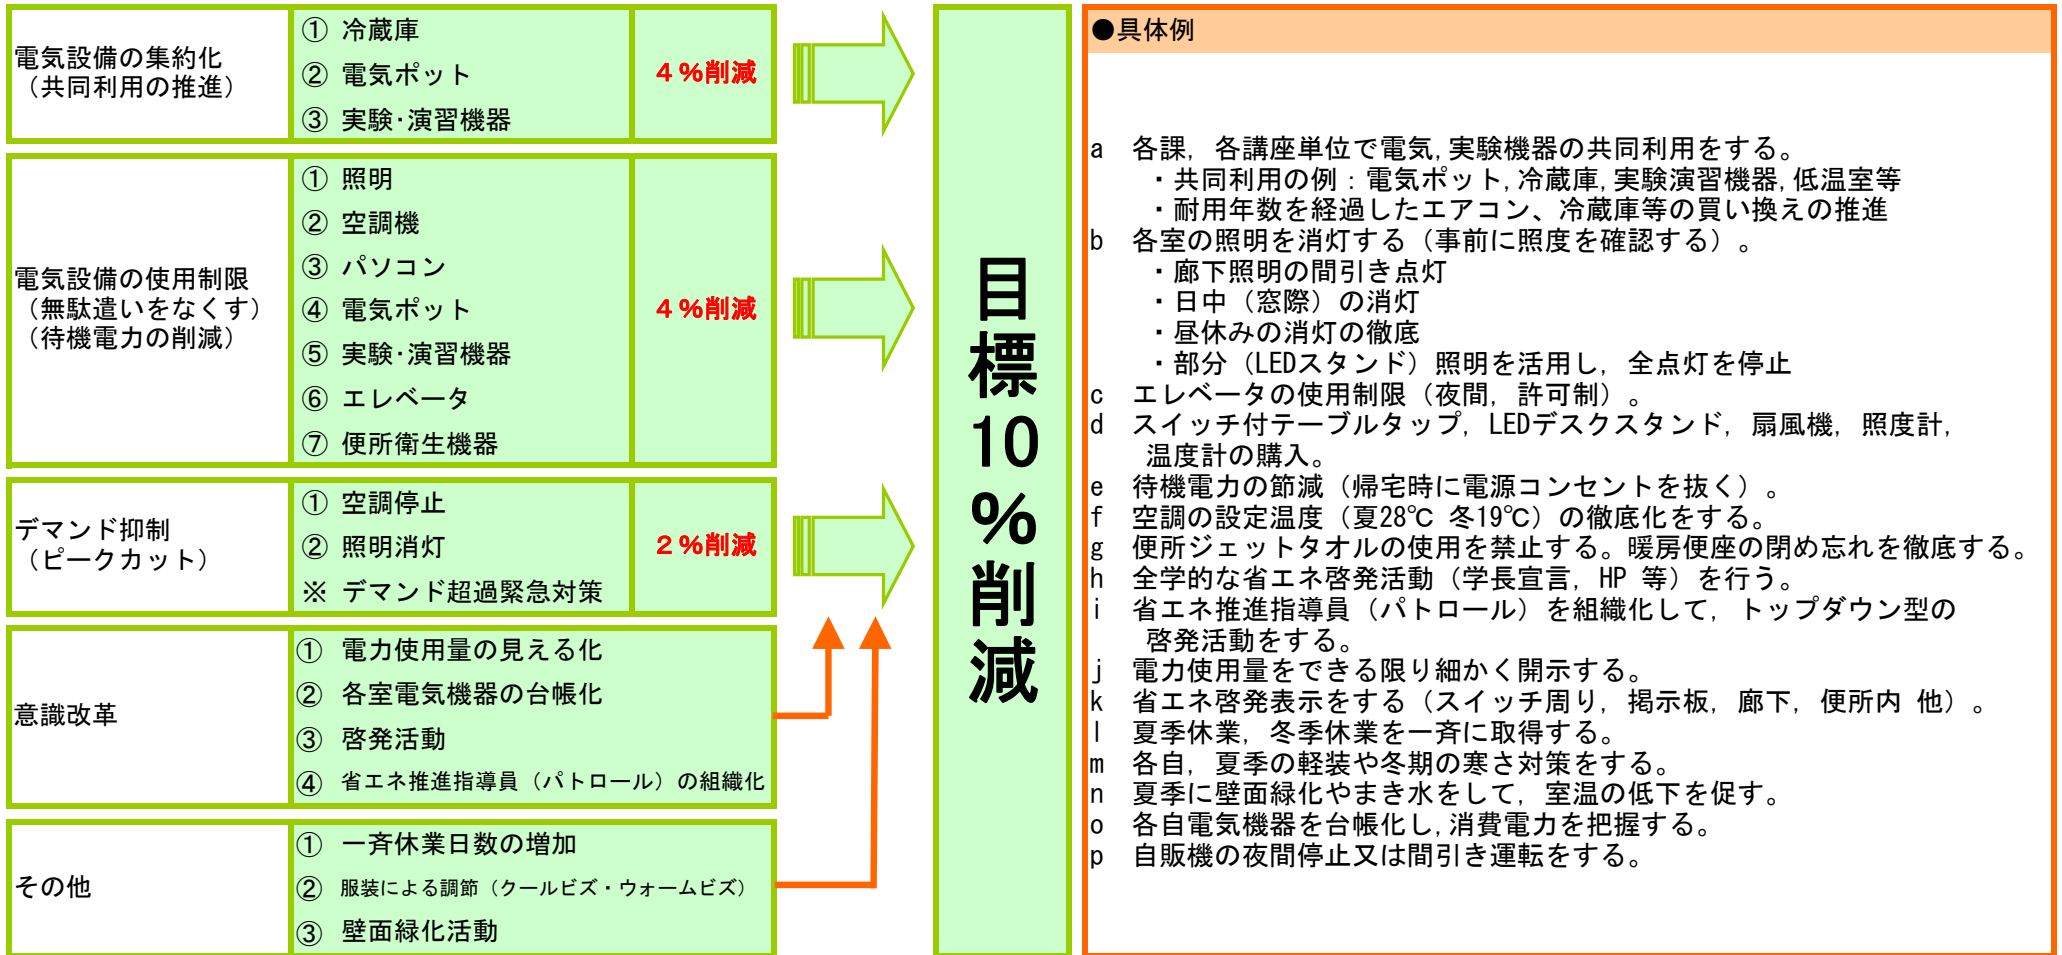 電気設備の集約化
（共同利用の推進）
① 冷蔵庫
② 電気ポット
③ 実験･演習機器
４%削減
電気設備の使用制限
（無駄遣いをなくす）
（待機電力の削減）
① 照明
② 空調機
③ パソコン
④ 電気ポット
⑤ 実験･演習機器
⑥ エレベータ
⑦ 便所衛生機器
４%削減
デマンド抑制
（ピークカット）
① 空調停止
② 照明消灯
※ デマンド超過緊急対策
２%削減
意識改革
① 電力使用量の見える化
② 各室電気機器の台帳化
③ 啓発活動
④ 省エネ推進指導員（パトロール）の組織化
その他
① 一斉休業日数の増加
② 服装による調節（クールビズ・ウォームビズ）
③ 壁面緑化活動
目標10%削減
●具体例
a 各課, 各講座単位で電気,実験機器の共同利用をする。
・共同利用の例：電気ポット,冷蔵庫,実験演習機器,低温室等
・耐用年数を経過したエアコン、冷蔵庫等の買い換えの推進
b 各室の照明を消灯する（事前に照度を確認する）。
・廊下照明の間引き点灯
・日中（窓際）の消灯
・昼休みの消灯の徹底
・部分（LEDスタンド）照明を活用し, 全点灯を停止
c エレベータの使用制限（夜間, 許可制）。
d スイッチ付テーブルタップ, LEDデスクスタンド, 扇風機, 照度計,
温度計の購入。
e 待機電力の節減（帰宅時に電源コンセントを抜く）。
f 空調の設定温度（夏28℃ 冬19℃）の徹底化をする。
g 便所ジェットタオルの使用を禁止する。暖房便座の閉め忘れを徹底する。
h 全学的な省エネ啓発活動（学長宣言, HP 等）を行う。
i 省エネ推進指導員（パトロール）を組織化して, トップダウン型の
啓発活動をする。
j 電力使用量をできる限り細かく開示する。
k 省エネ啓発表示をする（スイッチ周り, 掲示板, 廊下, 便所内 他）。
l 夏季休業, 冬季休業を一斉に取得する。
m 各自, 夏季の軽装や冬期の寒さ対策をする。
n 夏季に壁面緑化やまき水をして, 室温の低下を促す。
o 各自電気機器を台帳化し,消費電力を把握する。
p 自販機の夜間停止又は間引き運転をする。